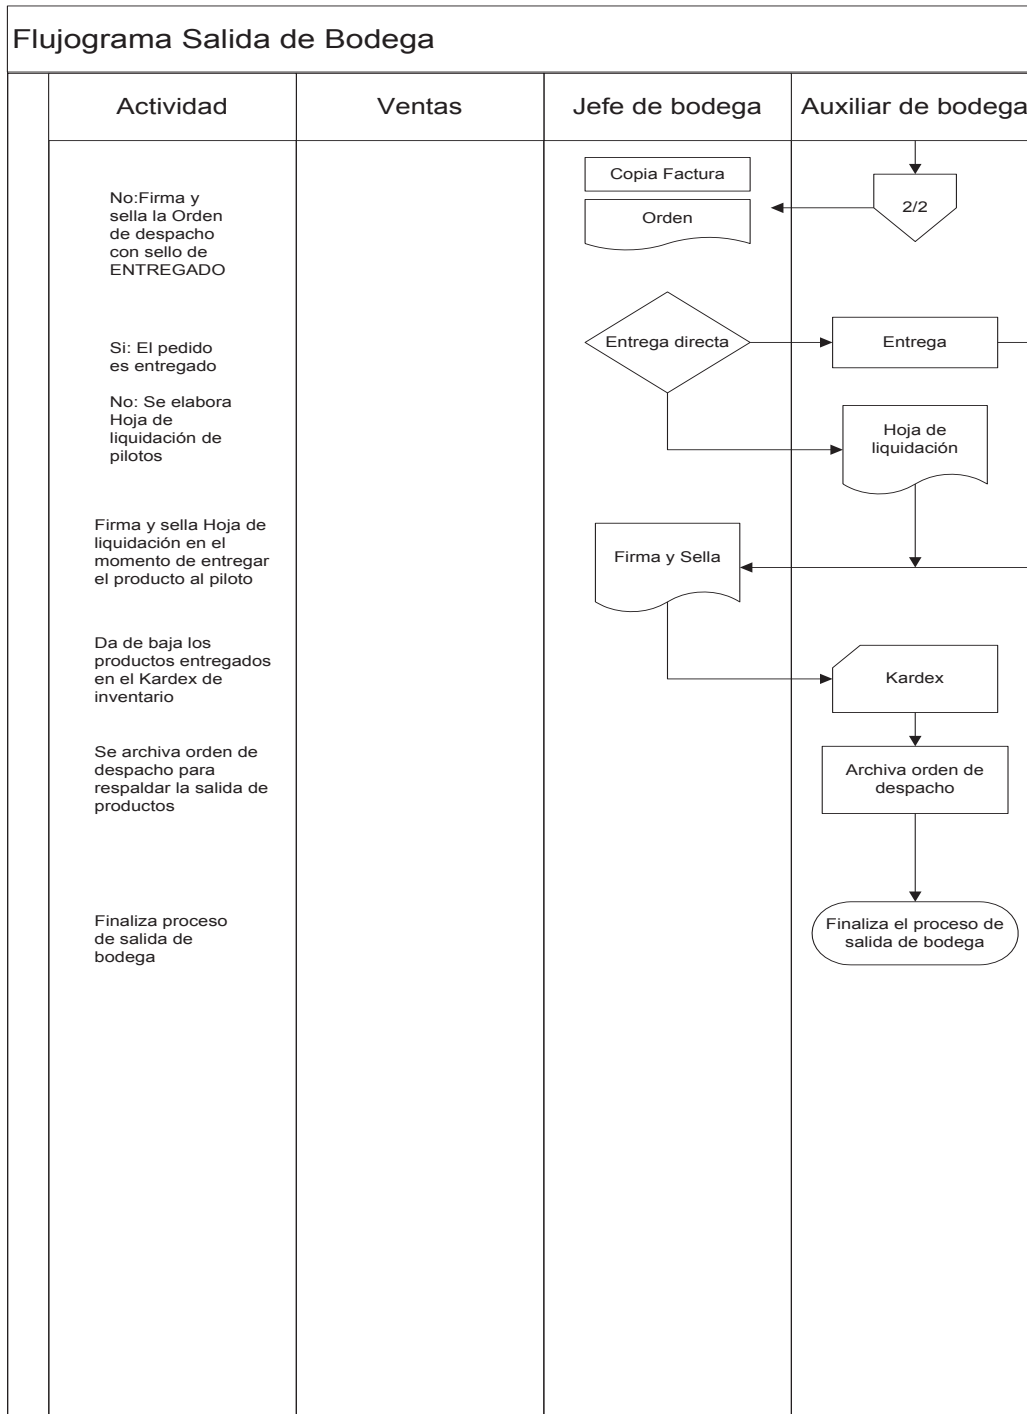 Flujograma Salida de Bodega
Actividad
Ventas
Jefe de bodega
Auxiliar de bodega
No:Firma y
sella la Orden
de despacho
con sello de
ENTREGADO
Copia Factura
Orden
2/2
Si: El pedido
es entregado
Entrega directa
Entrega
No: Se elabora
Hoja de
liquidación de
pilotos
Hoja de
liquidación
Firma y sella Hoja de
liquidación en el
momento de entregar
el producto al piloto
Firma y Sella
Da de baja los
productos entregados
en el Kardex de
inventario
Kardex
Se archiva orden de
despacho para
respaldar la salida de
productos
Archiva orden de
despacho
Finaliza proceso
de salida de
bodega
Finaliza el proceso de
salida de bodega